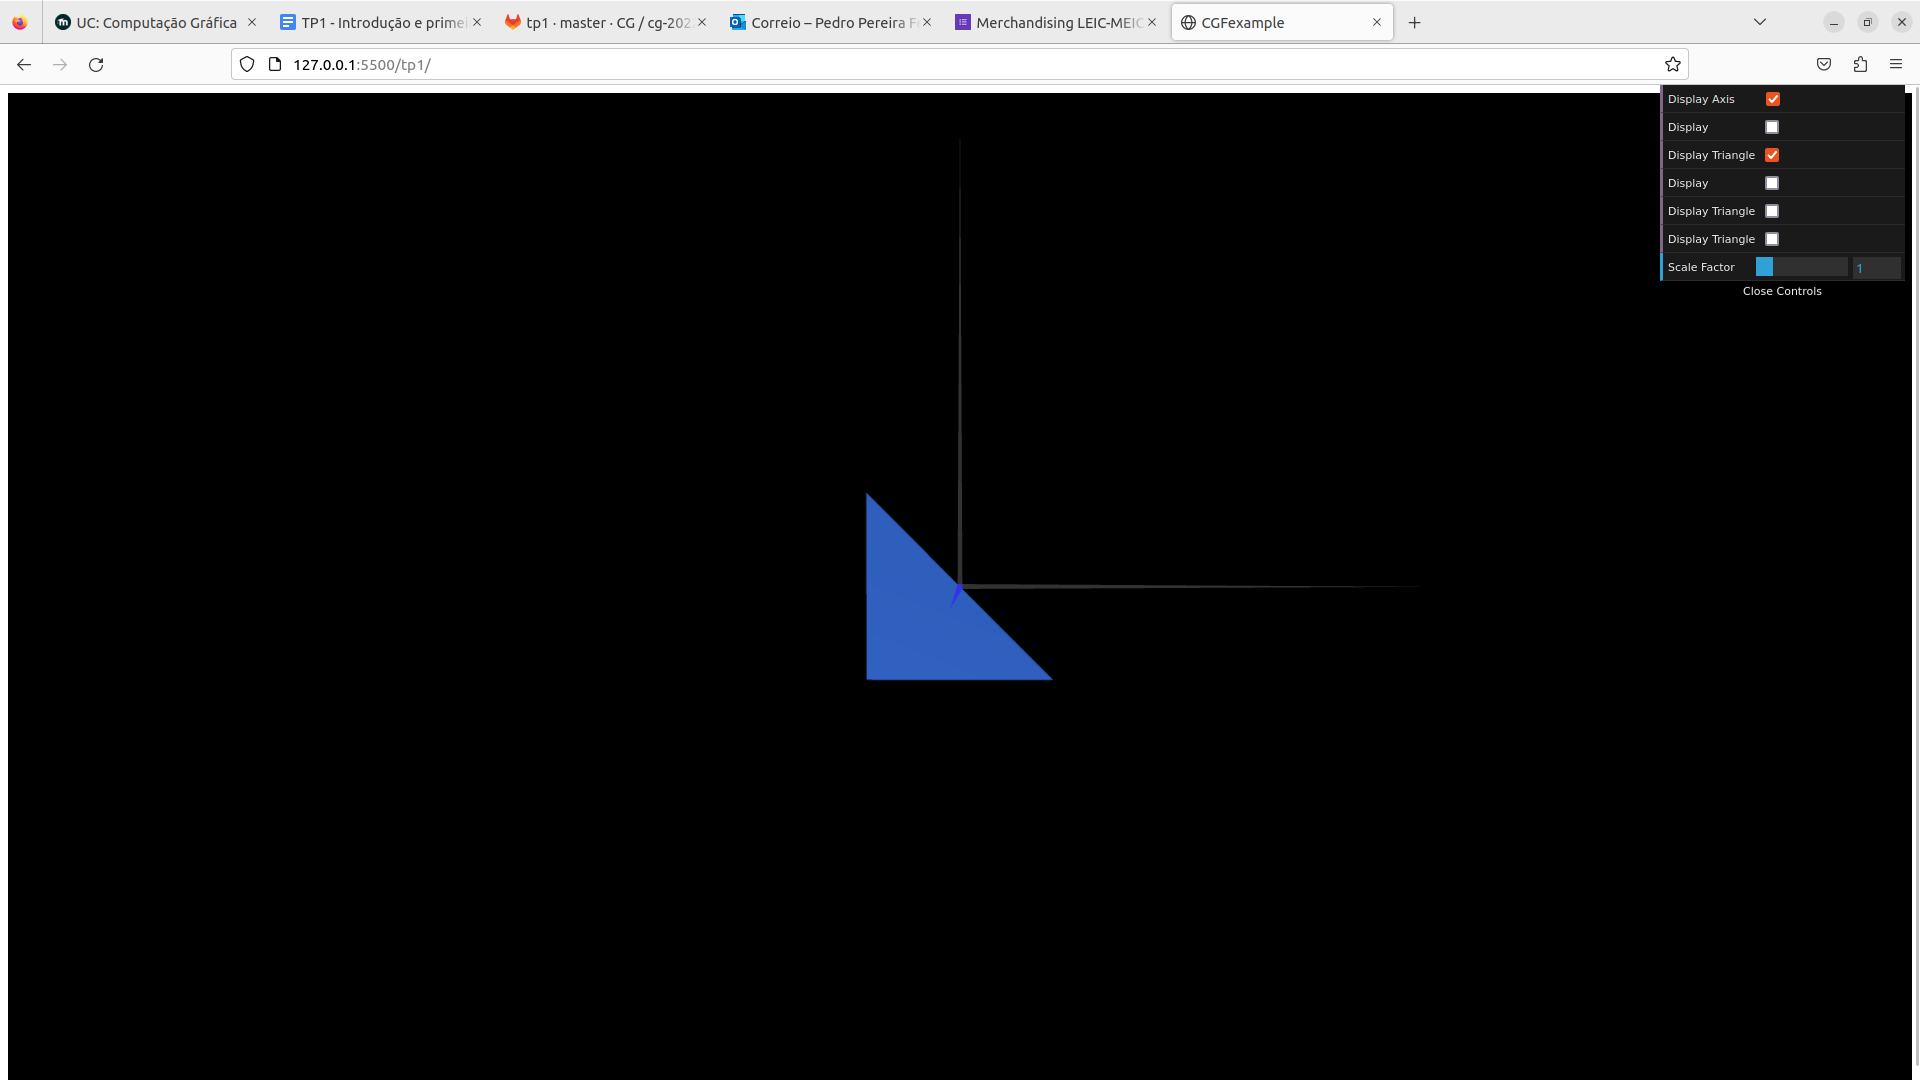 UC: Computação Gráfica
TP1 - Introdução e prime
tp1 · master · CG / cg-202
Correio – Pedro Pereira F
Merchandising LEIC-MEIC
CGFexample
127.0.0.1:5500/tp1/
Display Axis
Display
Display Triangle
Display
Display Triangle
Display Triangle
Scale Factor 1
Close Controls